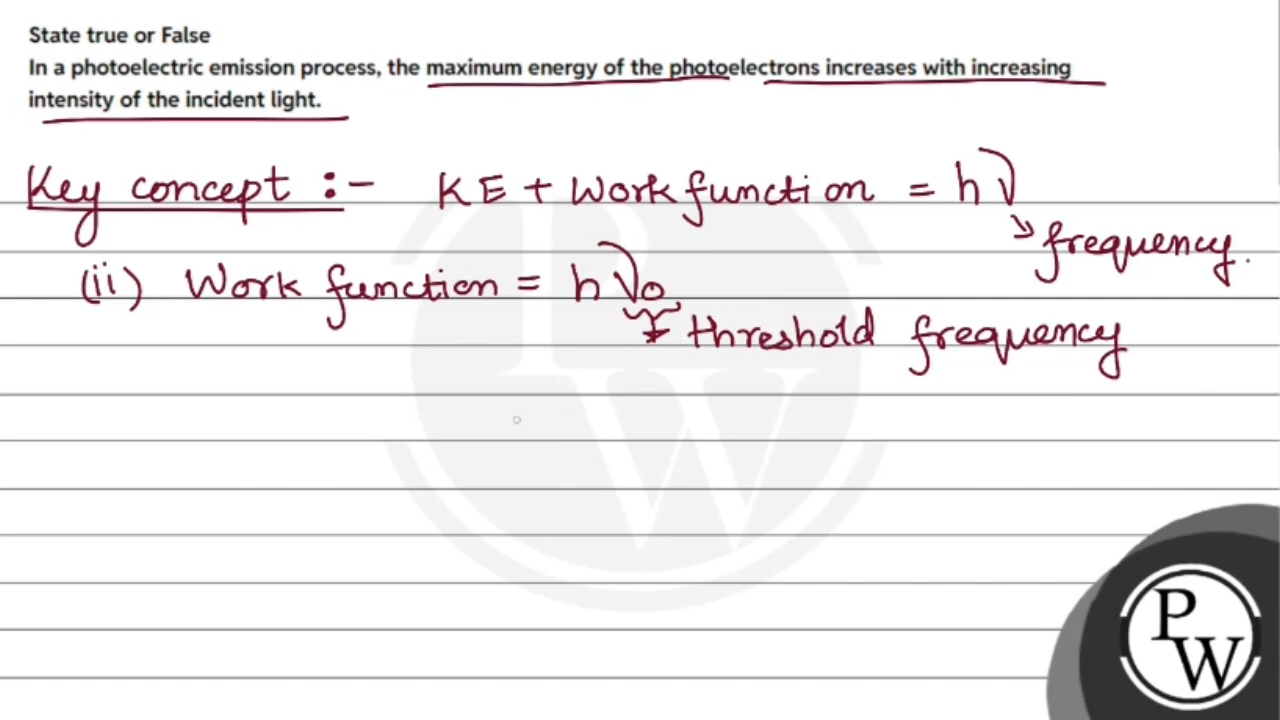 State true or False
In a photoelectric emission process, the maximum energy of the photoelectrons increases with increasing
intensity of the incident light.
Key concept :- KE + Work function = hν
↘ frequency.
(ii) Work function = hν₀
→ threshold frequency
P
W
PW